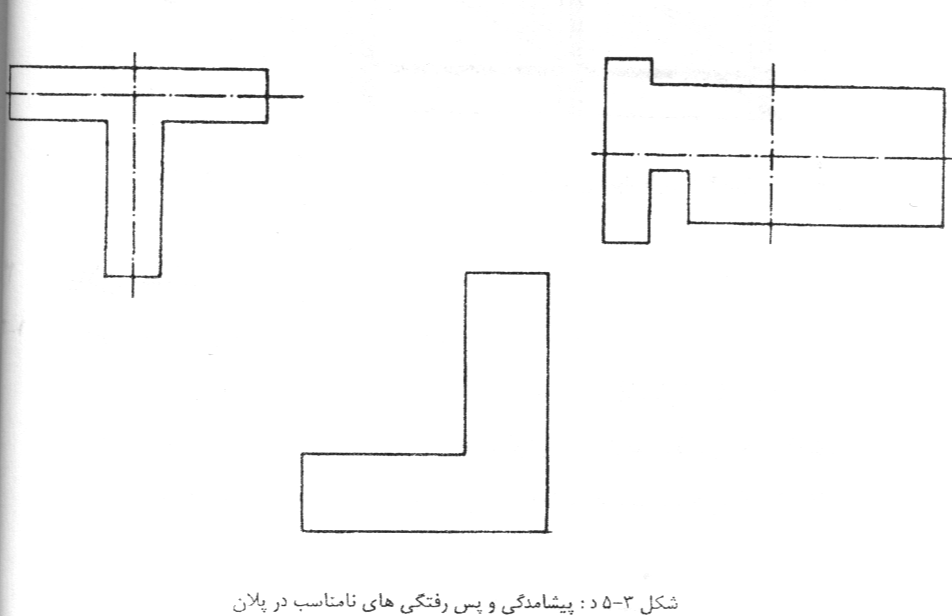 شکل ۳-۵ د : پیشامدگی و پس رفتگی های نامناسب در پلان